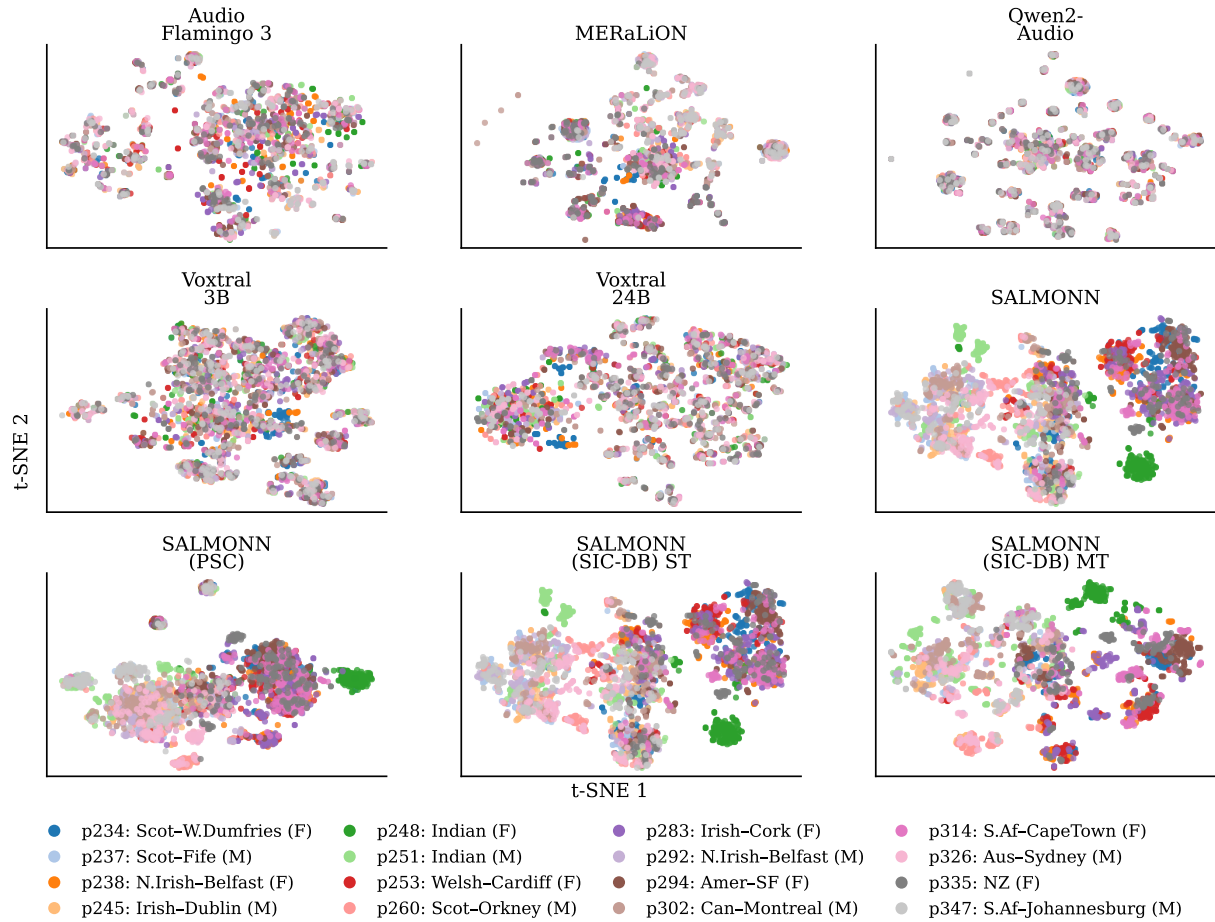 Audio
Flamingo 3
MERaLiON
Qwen2-
Audio
Voxtral
3B
Voxtral
24B
SALMONN
t-SNE 2
SALMONN
(PSC)
SALMONN
(SIC-DB) ST
SALMONN
(SIC-DB) MT
t-SNE 1
p234: Scot–W.Dumfries (F)
p237: Scot–Fife (M)
p238: N.Irish–Belfast (F)
p245: Irish–Dublin (M)
p248: Indian (F)
p251: Indian (M)
p253: Welsh–Cardiff (F)
p260: Scot–Orkney (M)
p283: Irish–Cork (F)
p292: N.Irish–Belfast (M)
p294: Amer–SF (F)
p302: Can–Montreal (M)
p314: S.Af–CapeTown (F)
p326: Aus–Sydney (M)
p335: NZ (F)
p347: S.Af–Johannesburg (M)